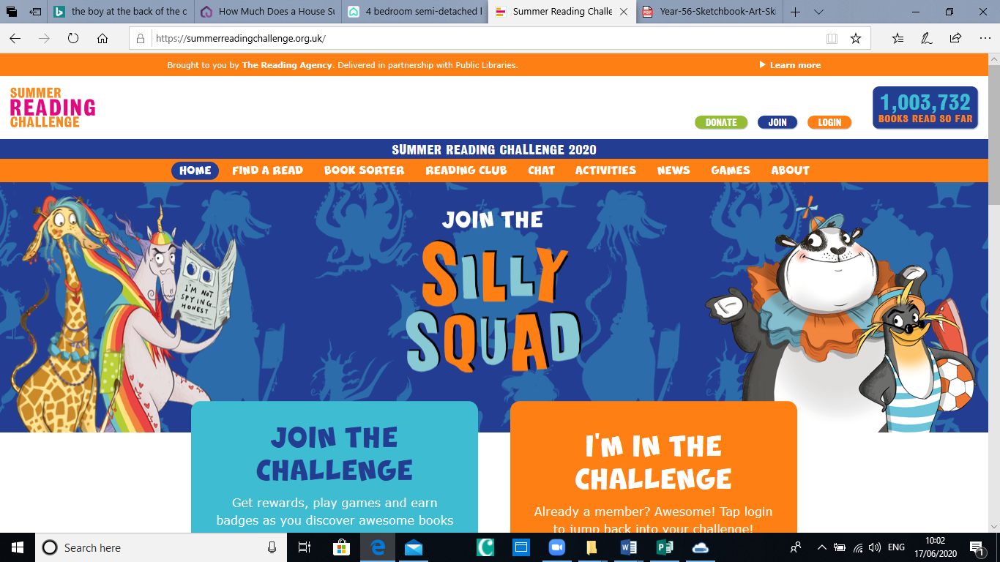 the boy at the back of the c
How Much Does a House Su
4 bedroom semi-detached l
Summer Reading Challe
Year-56-Sketchbook-Art-Ski
https://summerreadingchallenge.org.uk/
Brought to you by The Reading Agency. Delivered in partnership with Public Libraries.
Learn more
SUMMER
READING
CHALLENGE
DONATE
JOIN
LOGIN
1,003,732
BOOKS READ SO FAR
SUMMER READING CHALLENGE 2020
HOME FIND A READ BOOK SORTER READING CLUB CHAT ACTIVITIES NEWS GAMES ABOUT
JOIN THE
SILLY
SQUAD
I'M NOT
SPYING...
HONEST
JOIN THE
CHALLENGE
Get rewards, play games and earn
badges as you discover awesome books
I'M IN THE
CHALLENGE
Already a member? Awesome! Tap login
to jump back into your challenge!
Search here
ENG
10:02
17/06/2020
1